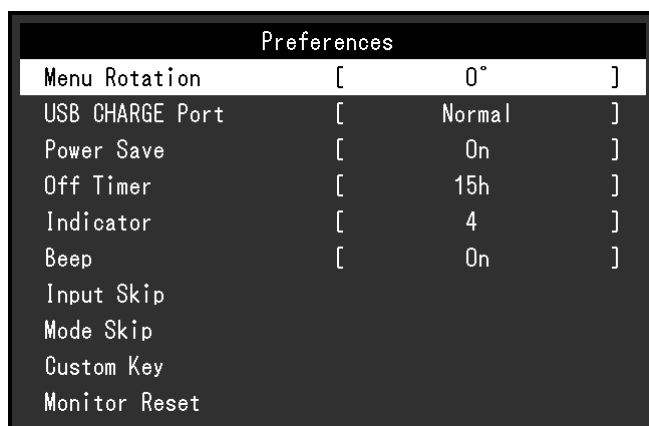 Preferences
Menu Rotation [ 0° ]
USB CHARGE Port [ Normal ]
Power Save [ On ]
Off Timer [ 15h ]
Indicator [ 4 ]
Beep [ On ]
Input Skip
Mode Skip
Custom Key
Monitor Reset